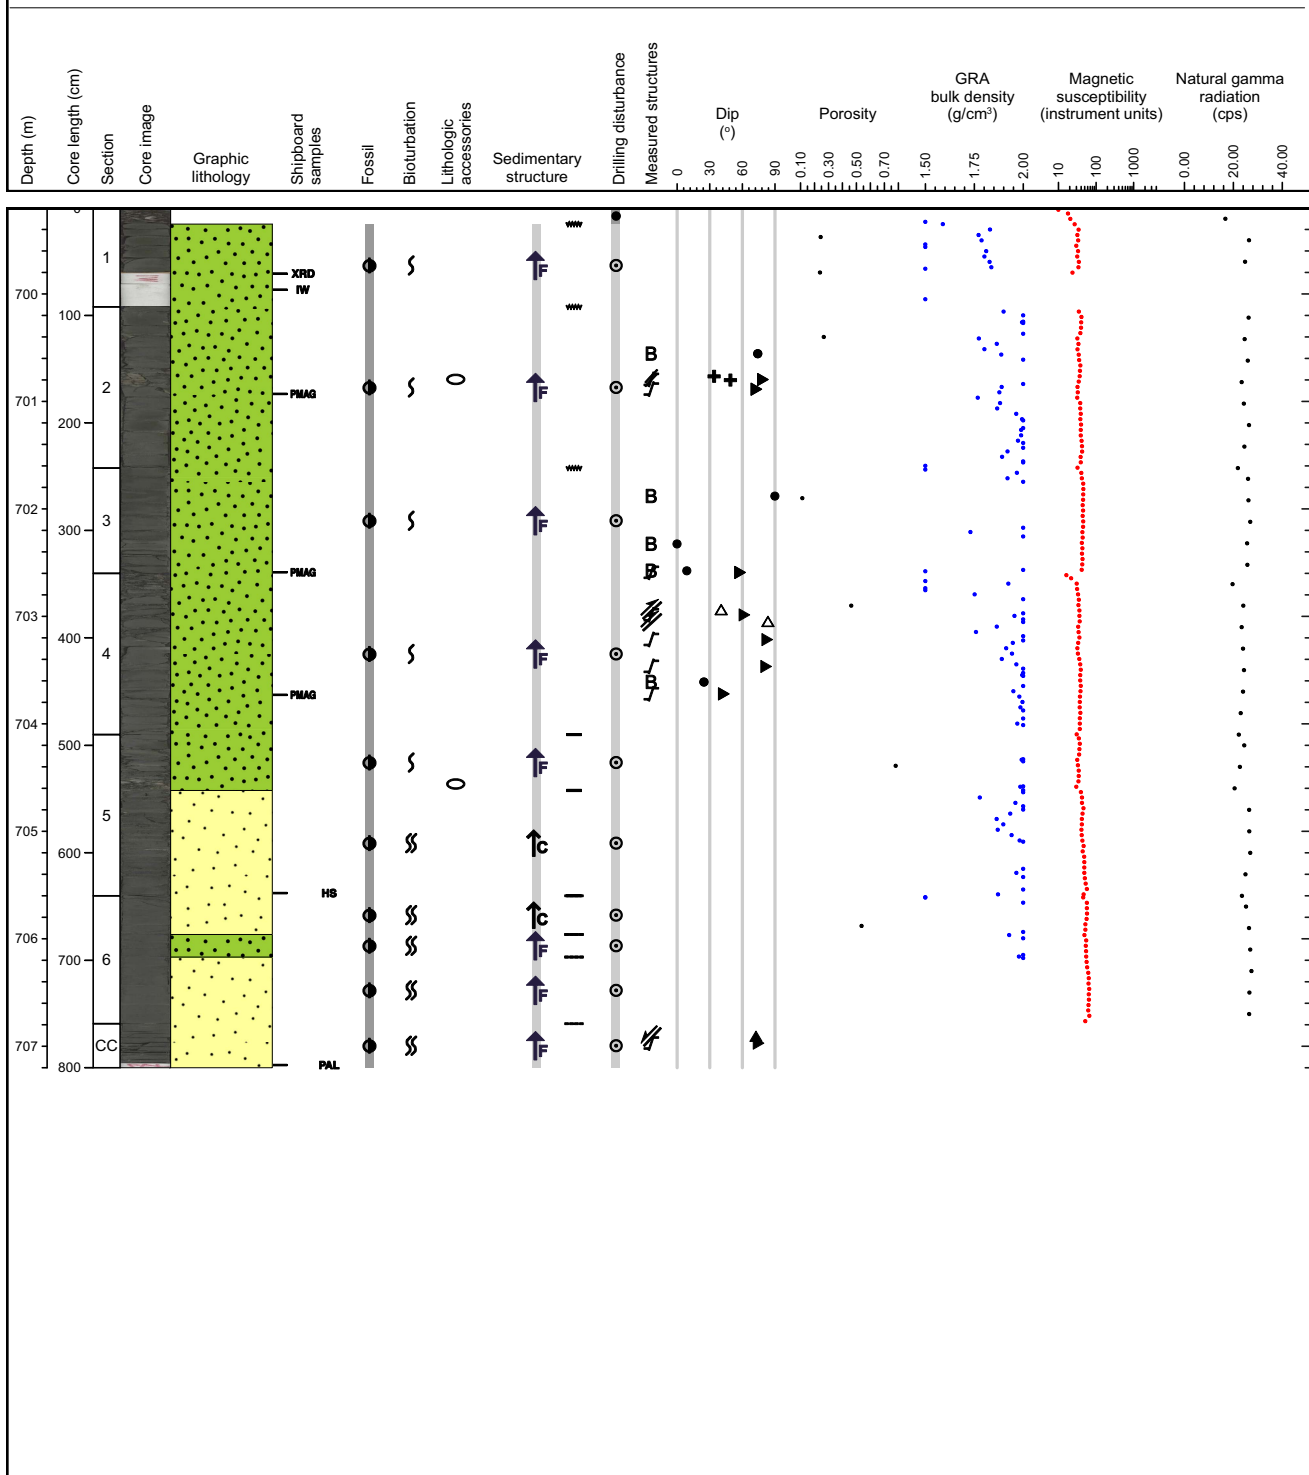 Depth (m)
Core length (cm)
Section
Core image
Graphic
lithology
Shipboard
samples
Fossil
Bioturbation
Lithologic
accessories
Sedimentary
structure
Drilling disturbance
Measured structures
Dip
(°)
Porosity
GRA
bulk density
(g/cm³)
Magnetic
susceptibility
(instrument units)
Natural gamma
radiation
(cps)
0 30 60 90
0.10 0.30 0.50 0.70
1.50 1.75 2.00
10 100 1000
0.00 20.00 40.00
0
1
F
XRD
700
IW
100
B
2
F
701
PMAG
200
702
B
3
F
300
B
PMAG
B
703
400
4
F
B
PMAG
704
500
F
705
5
C
600
HS
C
706
F
700
6
F
707
CC
F
800
PAL